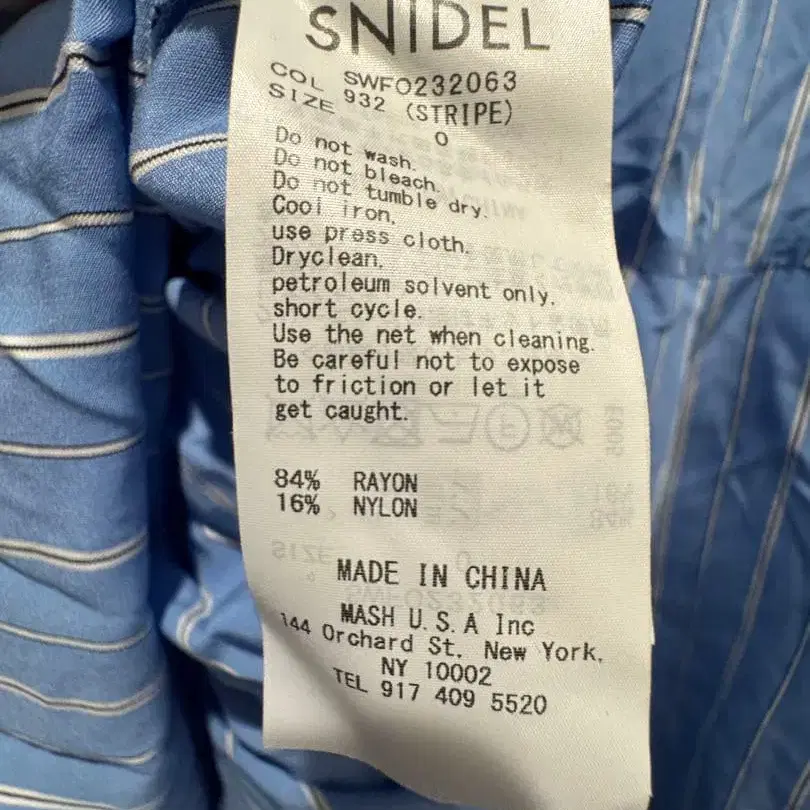 SNIDEL
SWFO232063
COL 932 (STRIPE)
SIZE 0
Do not wash.
Do not bleach.
Do not tumble dry.
Cool iron.
use press cloth.
Dryclean.
petroleum solvent only.
short cycle.
Use the net when cleaning.
Be careful not to expose
to friction or let it
get caught.
84% RAYON
16% NYLON
MADE IN CHINA
MASH U.S.A Inc
144 Orchard St. New York.
NY 10002
TEL 917 409 5520